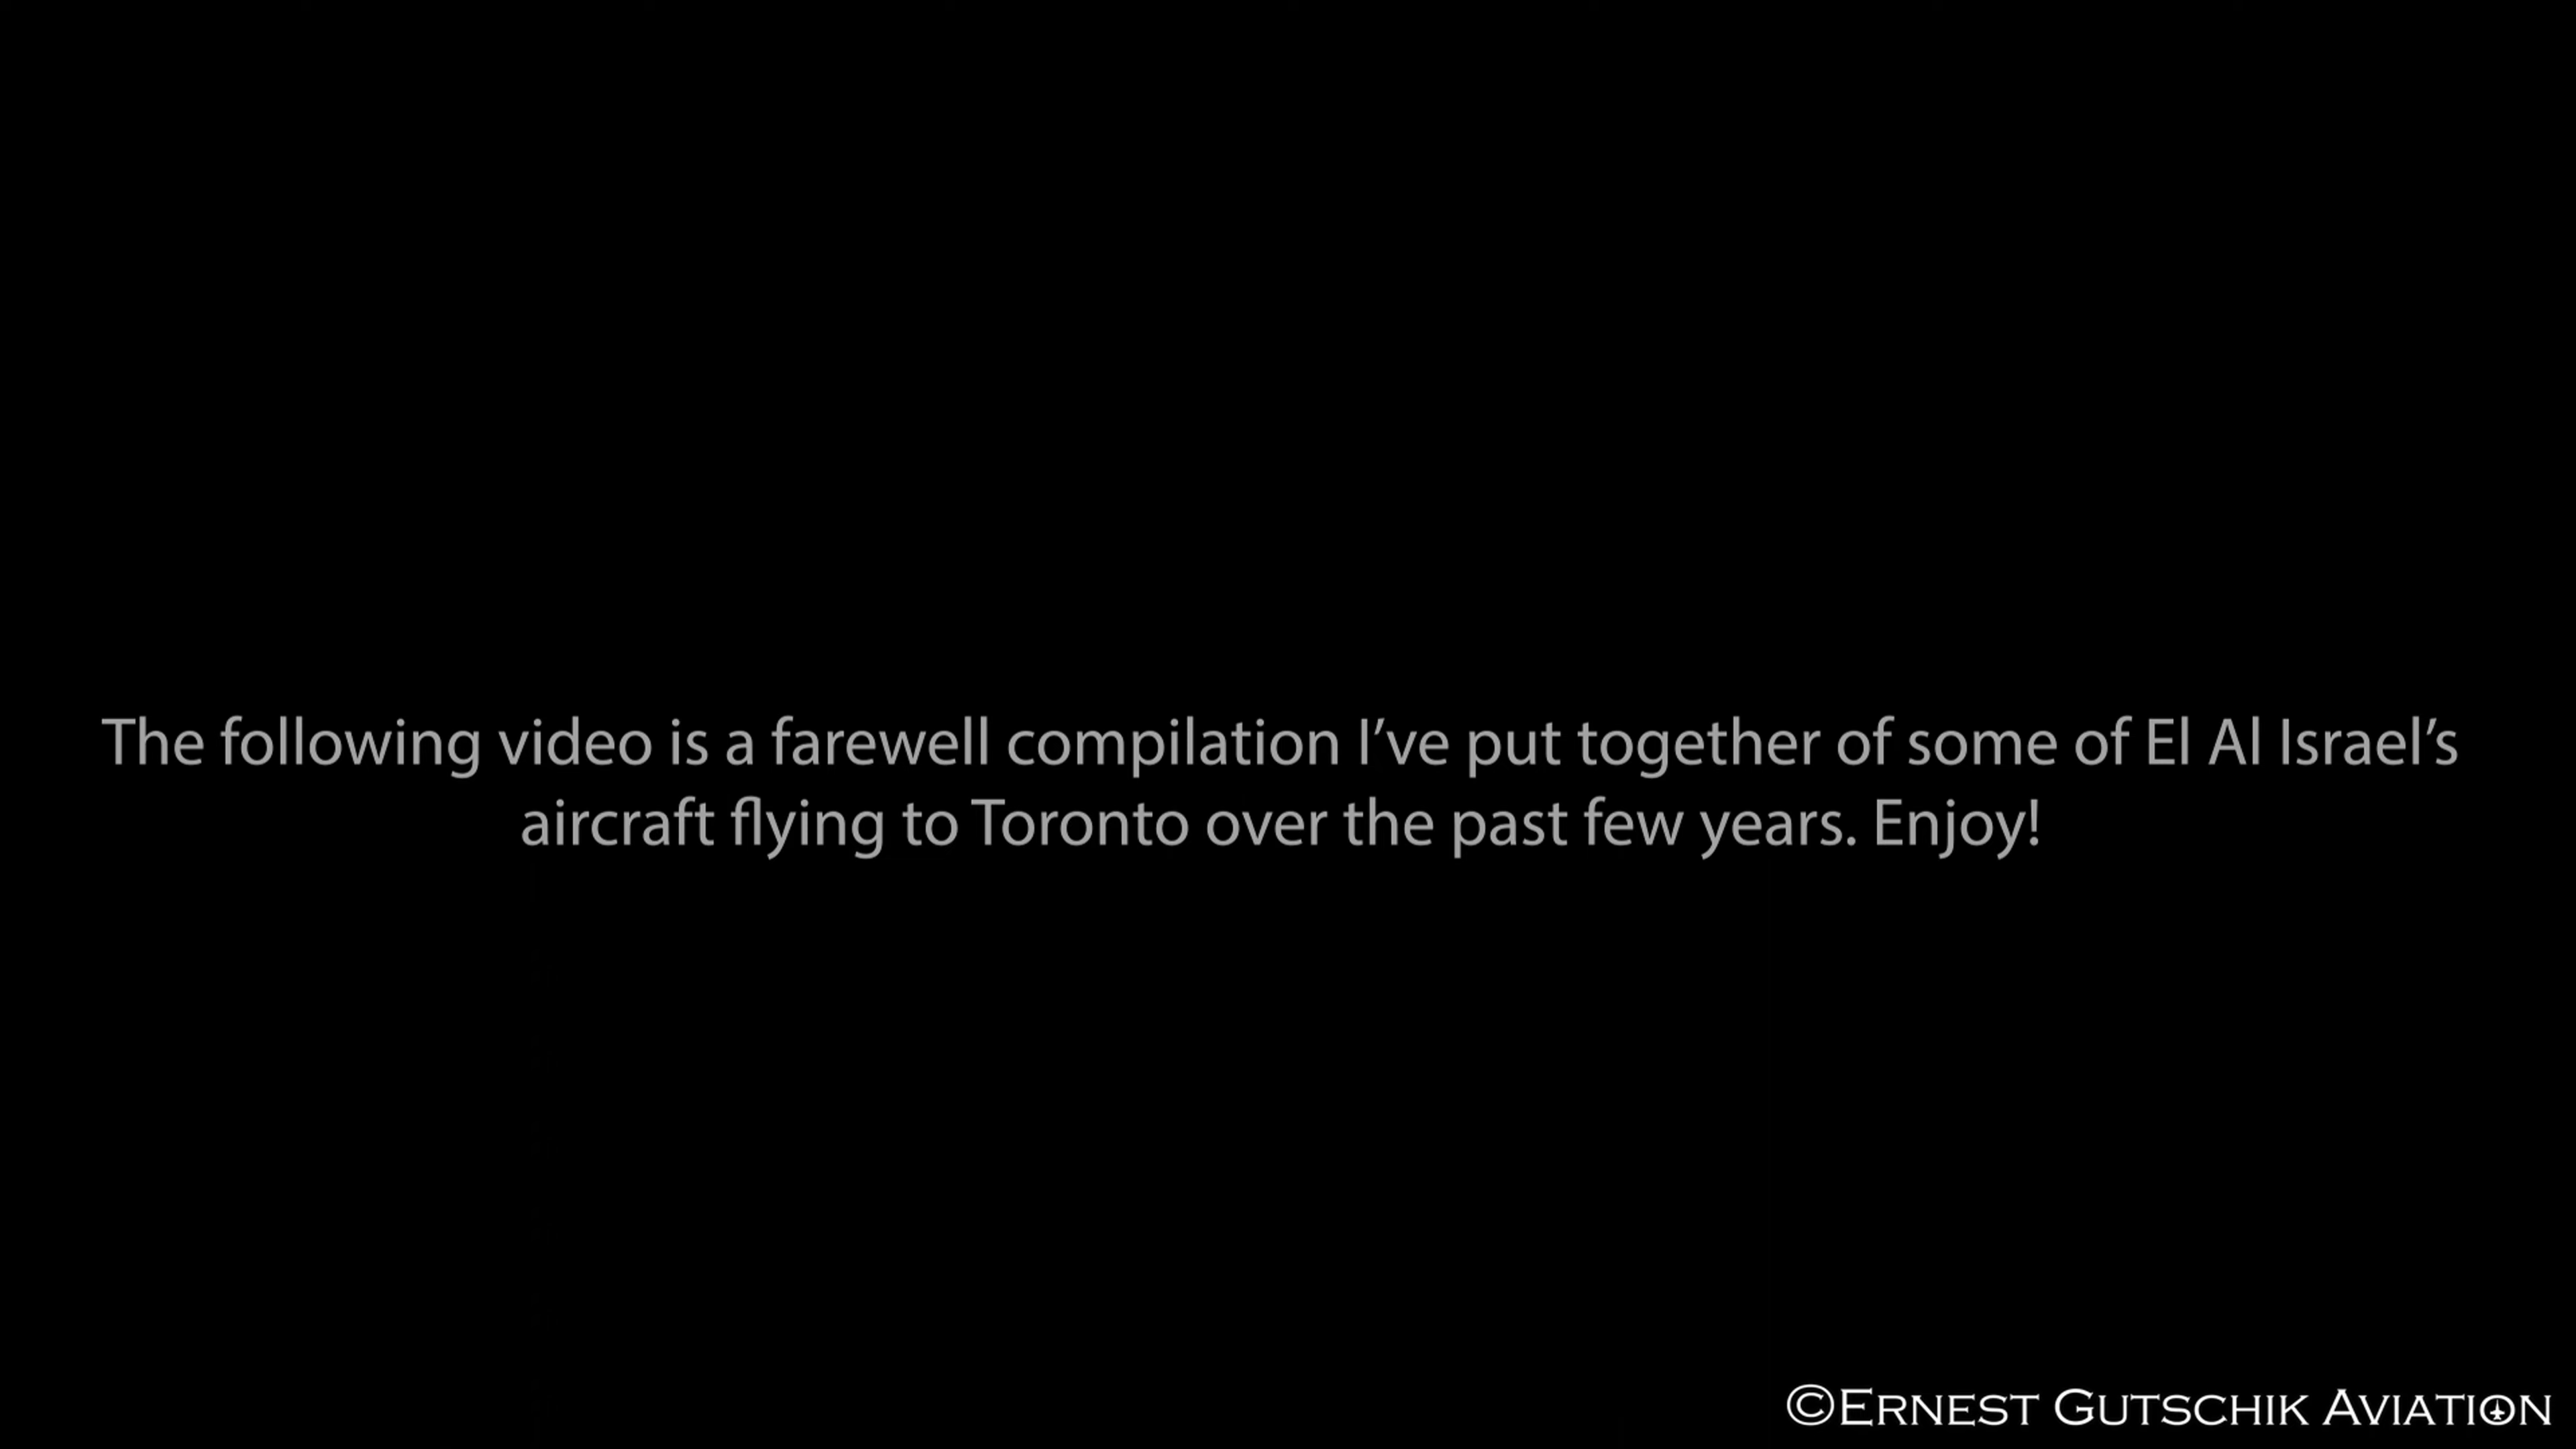 The following video is a farewell compilation I’ve put together of some of El Al Israel’s
aircraft flying to Toronto over the past few years. Enjoy!
©ERNEST GUTSCHIK AVIATION